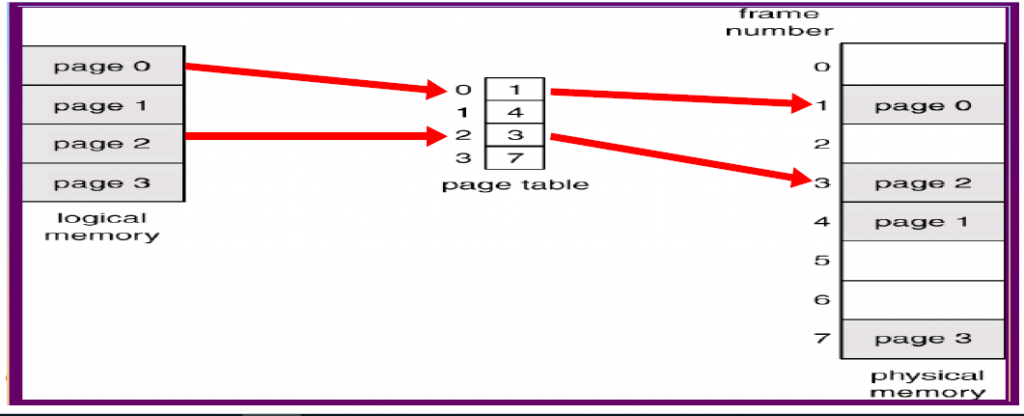 page 0
page 1
page 2
page 3
logical
memory
0 1
1 4
2 3
3 7
page table
frame
number
0
1 page 0
2
3 page 2
4 page 1
5
6
7 page 3
physical
memory